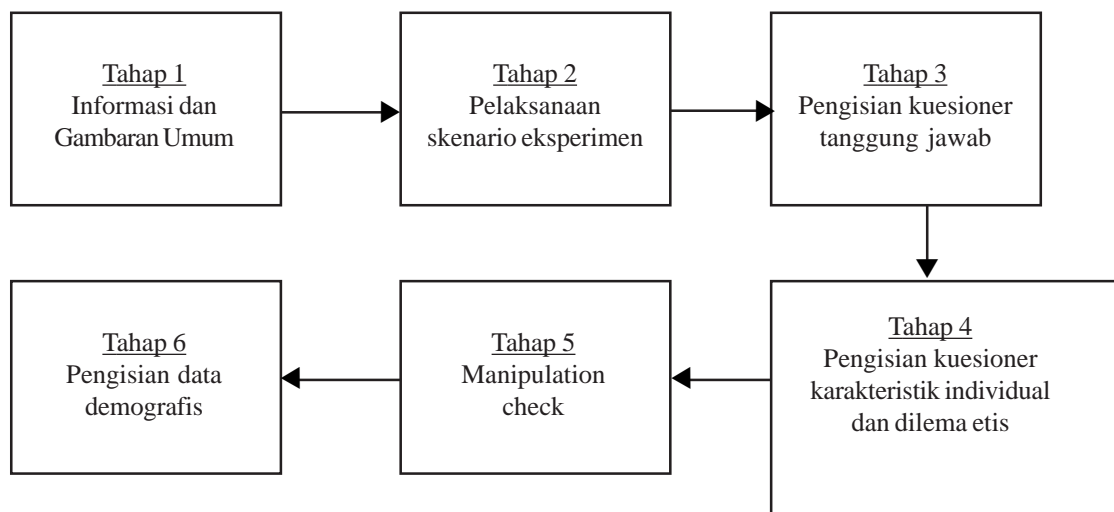 Tahap 1
Informasi dan
Gambaran Umum
Tahap 2
Pelaksanaan
skenario eksperimen
Tahap 3
Pengisian kuesioner
tanggung jawab
Tahap 4
Pengisian kuesioner
karakteristik individual
dan dilema etis
Tahap 5
Manipulation
check
Tahap 6
Pengisian data
demografis